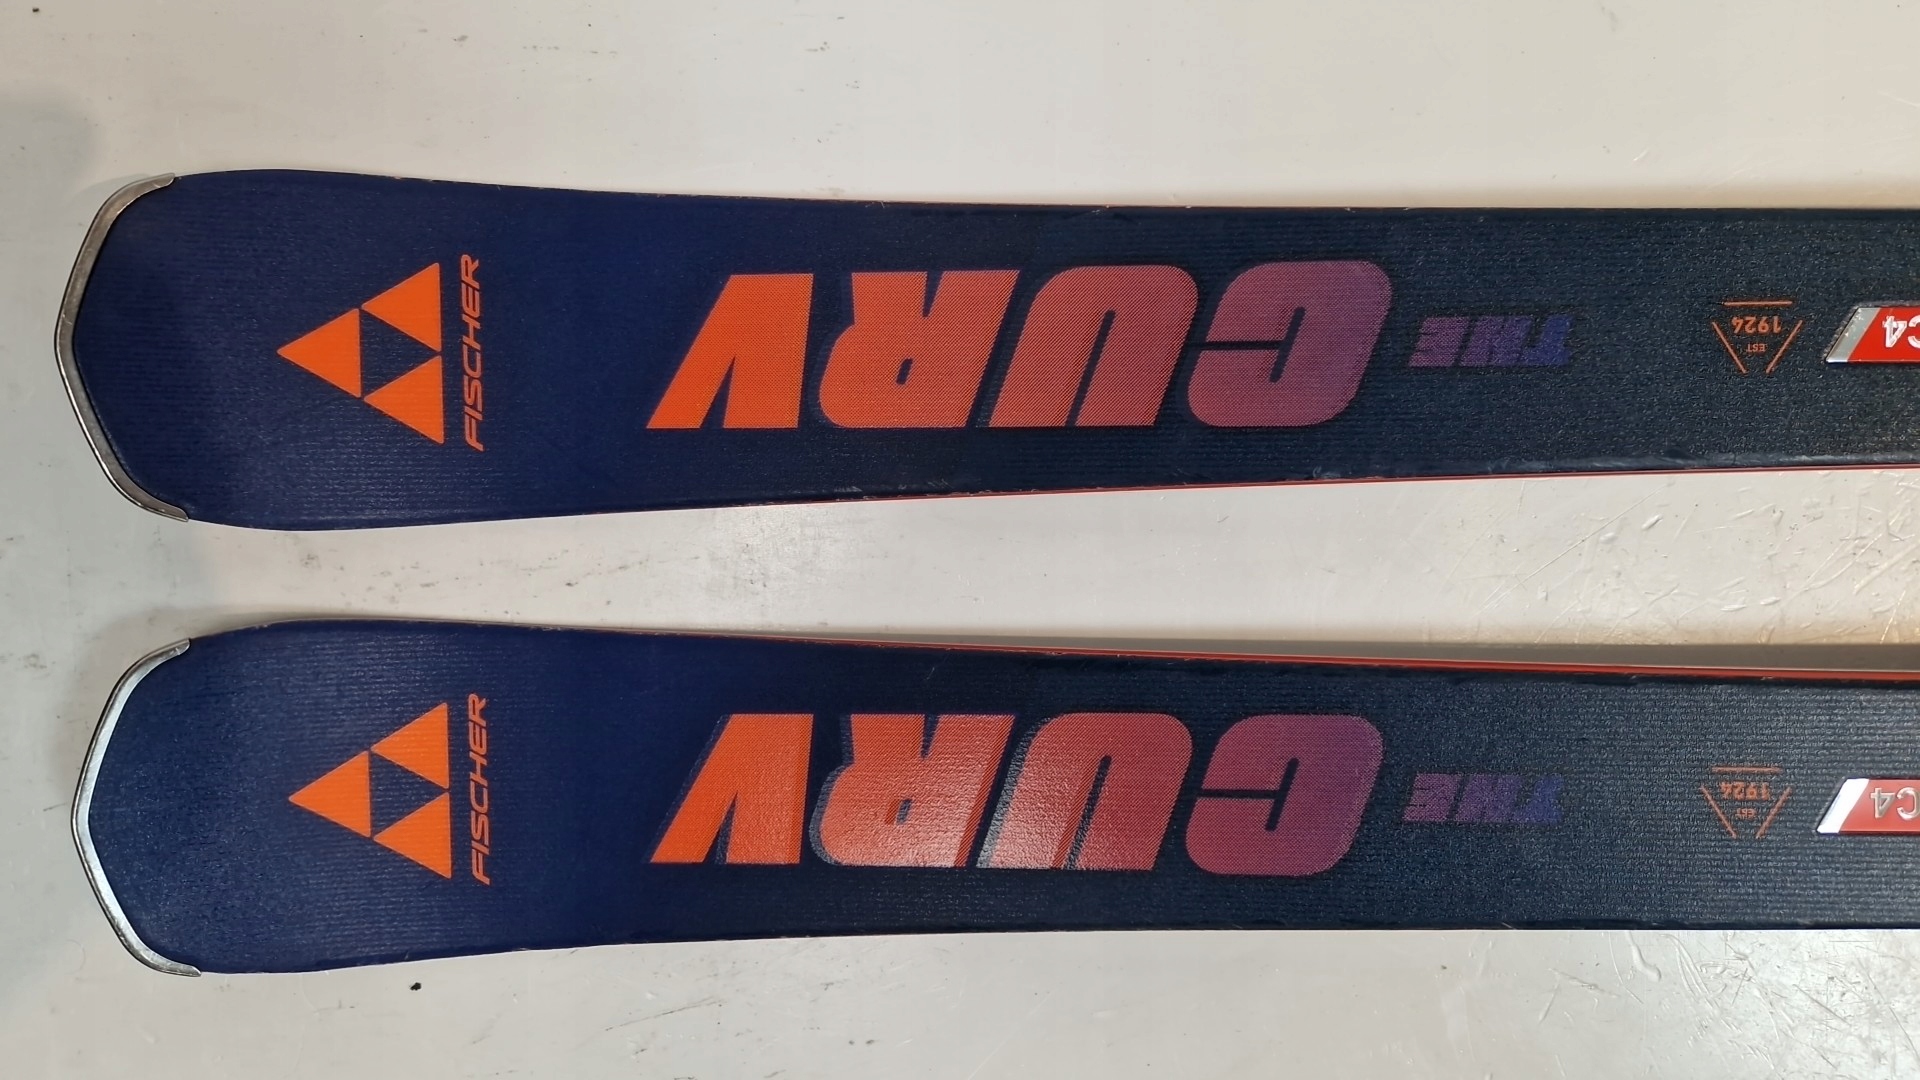 FISCHER
THE CURV
EST
1924
C4
FISCHER
THE CURV
EST
1924
C4